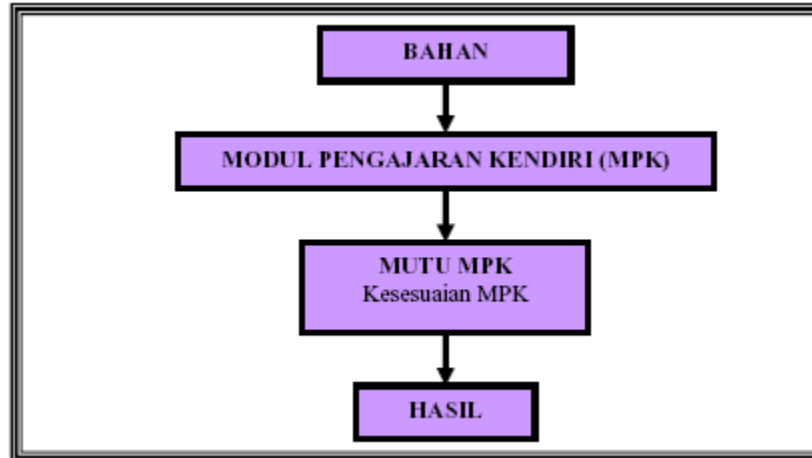 BAHAN
MODUL PENGAJARAN KENDIRI (MPK)
MUTU MPK
Kesesuaian MPK
HASIL